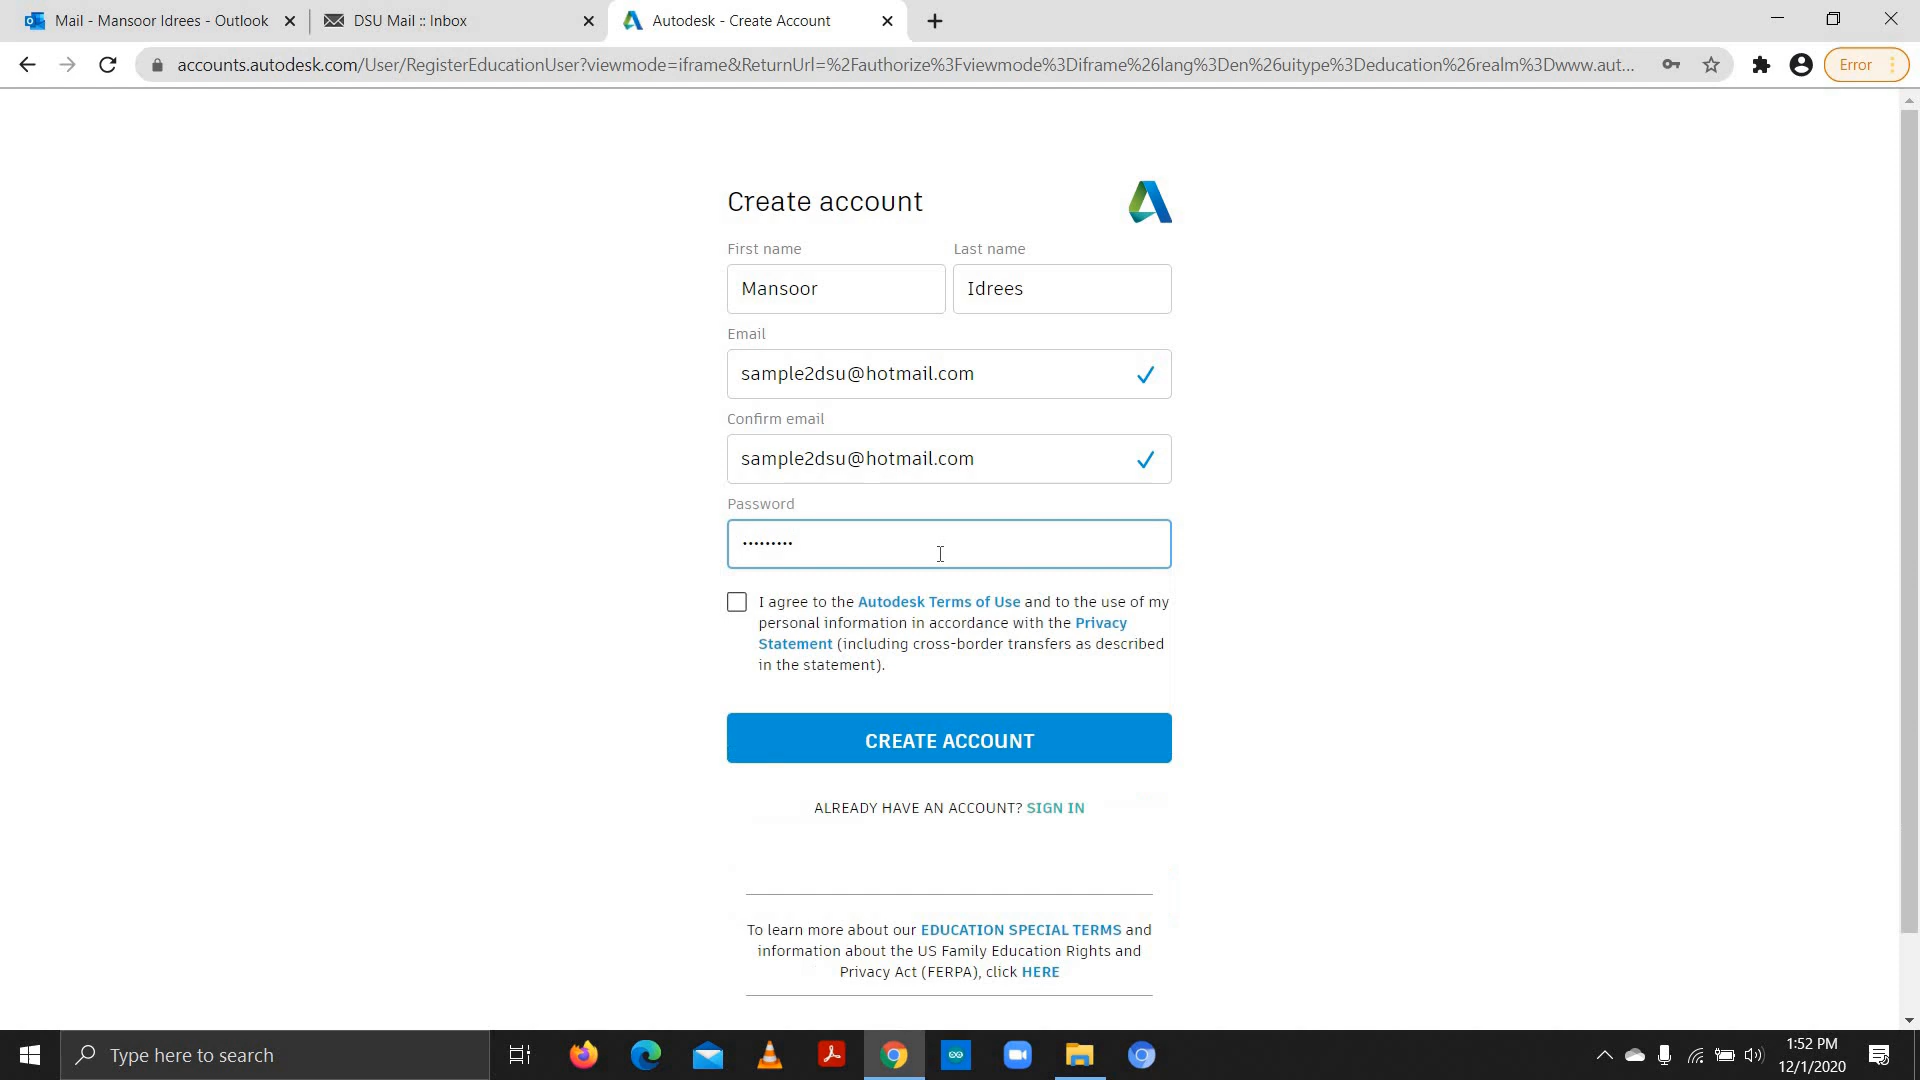 Mail - Mansoor Idrees - Outlook
DSU Mail :: Inbox
Autodesk - Create Account
accounts.autodesk.com/User/RegisterEducationUser?viewmode=iframe&ReturnUrl=%2Fauthorize%3Fviewmode%3Diframe%26lang%3Den%26uitype%3Deducation%26realm%3Dwww.aut...
Error
Create account
First name
Last name
Mansoor
Idrees
Email
sample2dsu@hotmail.com
Confirm email
sample2dsu@hotmail.com
Password
•••••••••
I agree to the Autodesk Terms of Use and to the use of my
personal information in accordance with the Privacy
Statement (including cross-border transfers as described
in the statement).
CREATE ACCOUNT
ALREADY HAVE AN ACCOUNT? SIGN IN
To learn more about our EDUCATION SPECIAL TERMS and
information about the US Family Education Rights and
Privacy Act (FERPA), click HERE
Type here to search
1:52 PM
12/1/2020